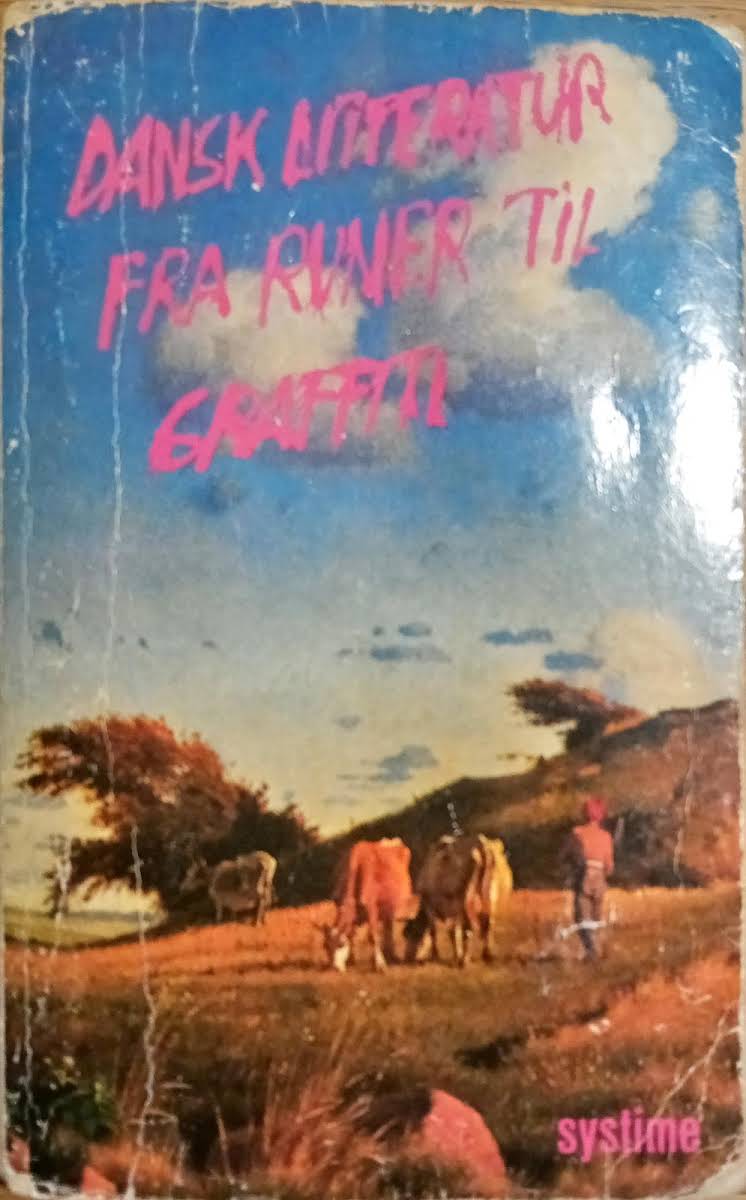 DANSK LITTERATUR
FRA RUNER TIL
GRAFFITI
systime